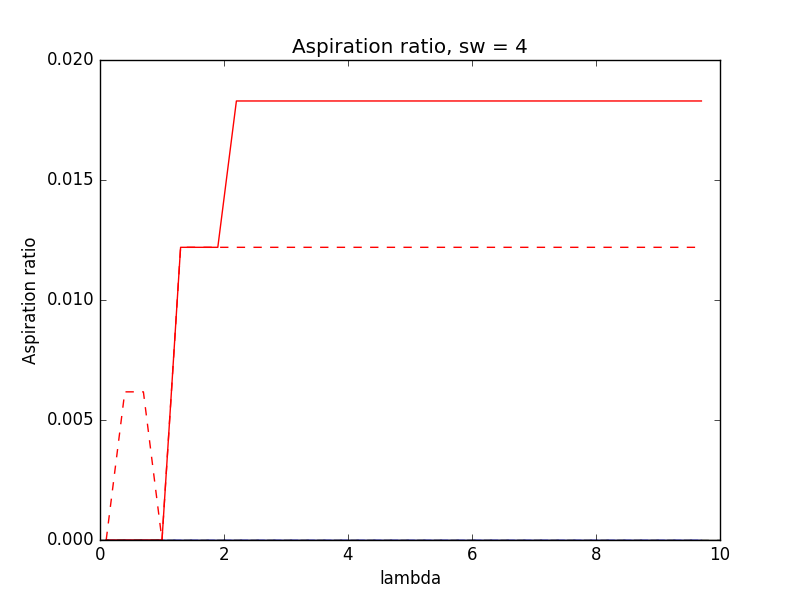 Aspiration ratio, sw = 4
0.020
0.015
0.010
0.005
0.000
Aspiration ratio
0 2 4 6 8 10
lambda